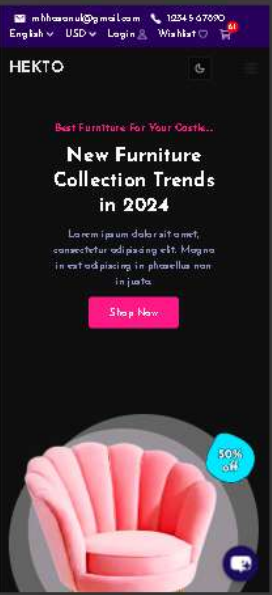 mhhasanul@gmail.com 1234567890
English USD Login Wishlist 61
HEKTO
Best Furniture For Your Castle...
New Furniture
Collection Trends
in 2024
Lorem ipsum dolor sit amet,
consectetur adipiscing elit. Magna
in est adipiscing in phasellus non
in justo.
Shop Now
50%
off